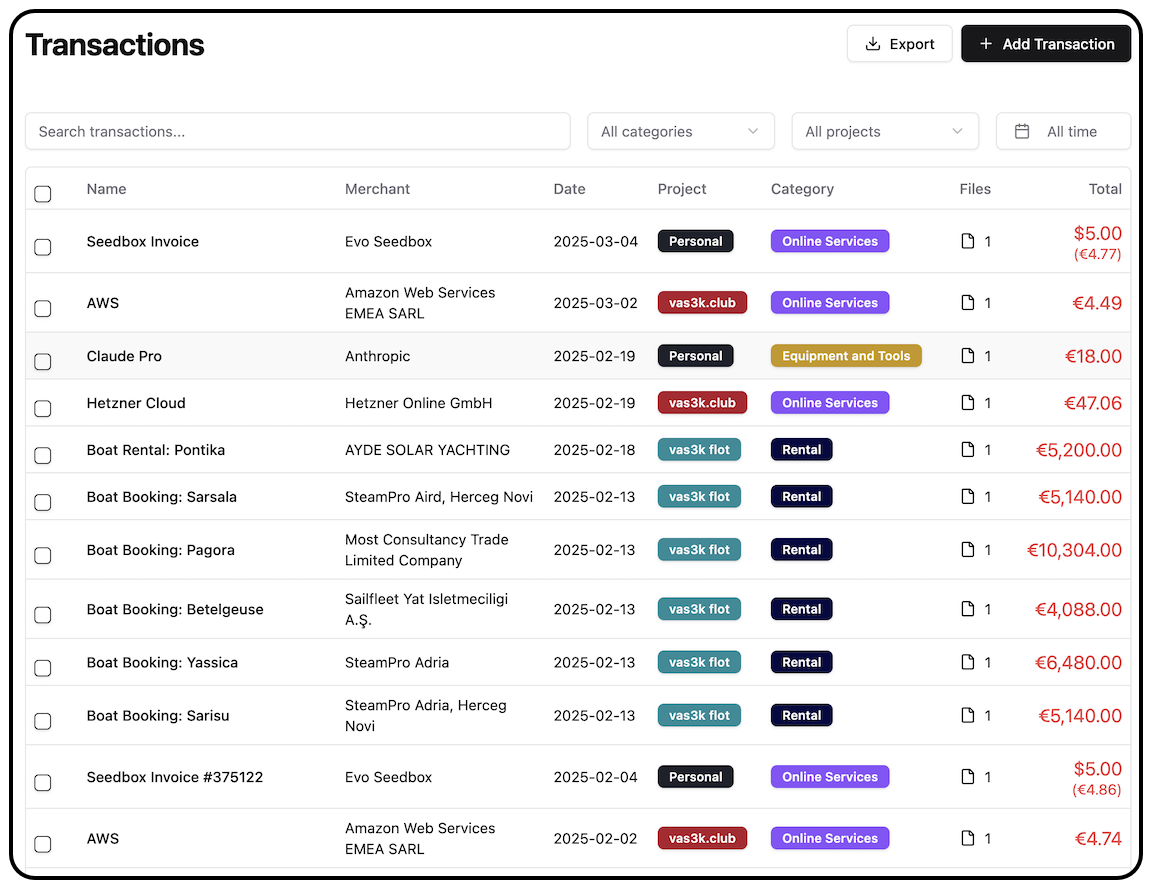 Transactions
Export
+ Add Transaction
Search transactions...
All categories
All projects
All time
Name Merchant Date Project Category Files Total
Seedbox Invoice Evo Seedbox 2025-03-04 Personal Online Services 1 $5.00
(€4.77)
AWS Amazon Web Services
EMEA SARL 2025-03-02 vas3k.club Online Services 1 €4.49
Claude Pro Anthropic 2025-02-19 Personal Equipment and Tools 1 €18.00
Hetzner Cloud Hetzner Online GmbH 2025-02-19 vas3k.club Online Services 1 €47.06
Boat Rental: Pontika AYDE SOLAR YACHTING 2025-02-18 vas3k flot Rental 1 €5,200.00
Boat Booking: Sarsala SteamPro Aird, Herceg Novi 2025-02-13 vas3k flot Rental 1 €5,140.00
Boat Booking: Pagora Most Consultancy Trade
Limited Company 2025-02-13 vas3k flot Rental 1 €10,304.00
Boat Booking: Betelgeuse Sailfleet Yat Isletmeciligi
A.Ş. 2025-02-13 vas3k flot Rental 1 €4,088.00
Boat Booking: Yassica SteamPro Adria 2025-02-13 vas3k flot Rental 1 €6,480.00
Boat Booking: Sarisu SteamPro Adria, Herceg
Novi 2025-02-13 vas3k flot Rental 1 €5,140.00
Seedbox Invoice #375122 Evo Seedbox 2025-02-04 Personal Online Services 1 $5.00
(€4.86)
AWS Amazon Web Services
EMEA SARL 2025-02-02 vas3k.club Online Services 1 €4.74